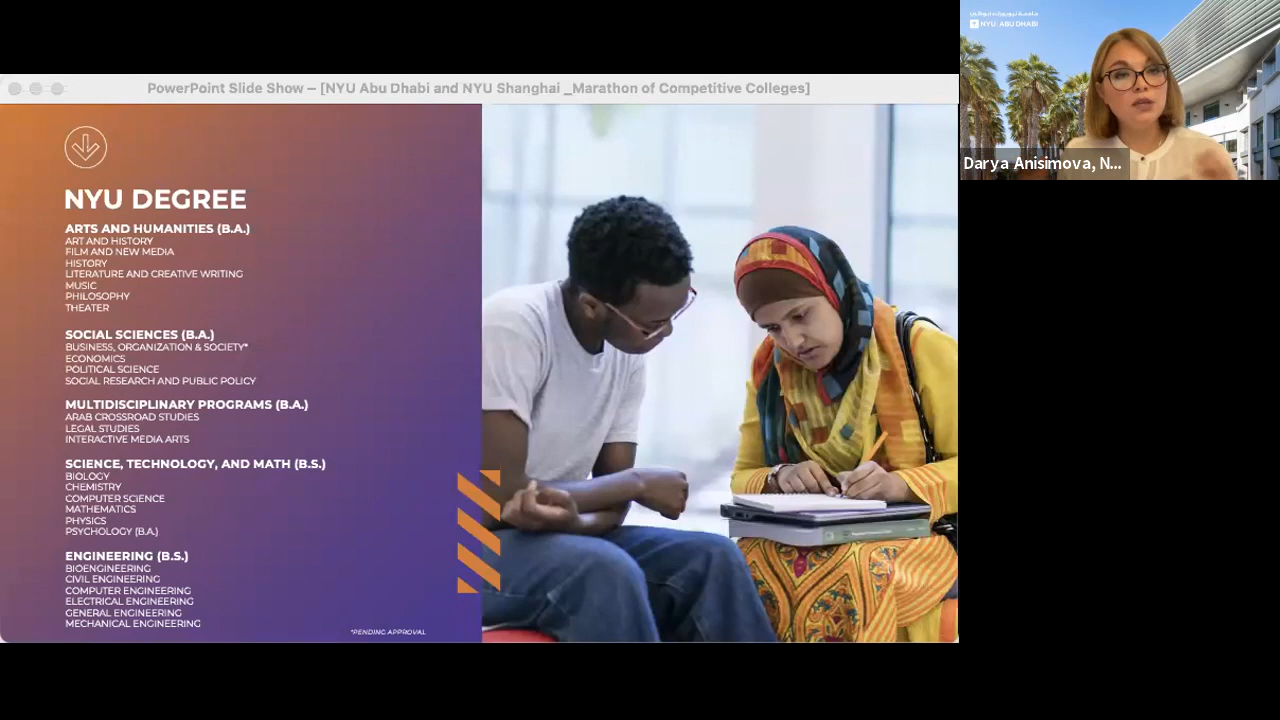 PowerPoint Slide Show – [NYU Abu Dhabi and NYU Shanghai _Marathon of Competitive Colleges]
NYU DEGREE
ARTS AND HUMANITIES (B.A.)
ART AND HISTORY
FILM AND NEW MEDIA
HISTORY
LITERATURE AND CREATIVE WRITING
MUSIC
PHILOSOPHY
THEATER
SOCIAL SCIENCES (B.A.)
BUSINESS, ORGANIZATION & SOCIETY*
ECONOMICS
POLITICAL SCIENCE
SOCIAL RESEARCH AND PUBLIC POLICY
MULTIDISCIPLINARY PROGRAMS (B.A.)
ARAB CROSSROAD STUDIES
LEGAL STUDIES
INTERACTIVE MEDIA ARTS
SCIENCE, TECHNOLOGY, AND MATH (B.S.)
BIOLOGY
CHEMISTRY
COMPUTER SCIENCE
MATHEMATICS
PHYSICS
PSYCHOLOGY (B.A.)
ENGINEERING (B.S.)
BIOENGINEERING
CIVIL ENGINEERING
COMPUTER ENGINEERING
ELECTRICAL ENGINEERING
GENERAL ENGINEERING
MECHANICAL ENGINEERING
*PENDING APPROVAL
جامعة نيويورك أبوظبي
NYU ABU DHABI
Darya Anisimova, N...